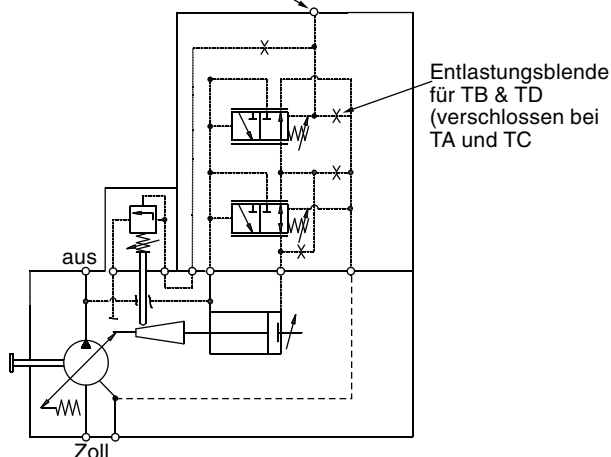 Entlastungsblende
für TB & TD
(verschlossen bei
TA und TC
aus
Zoll